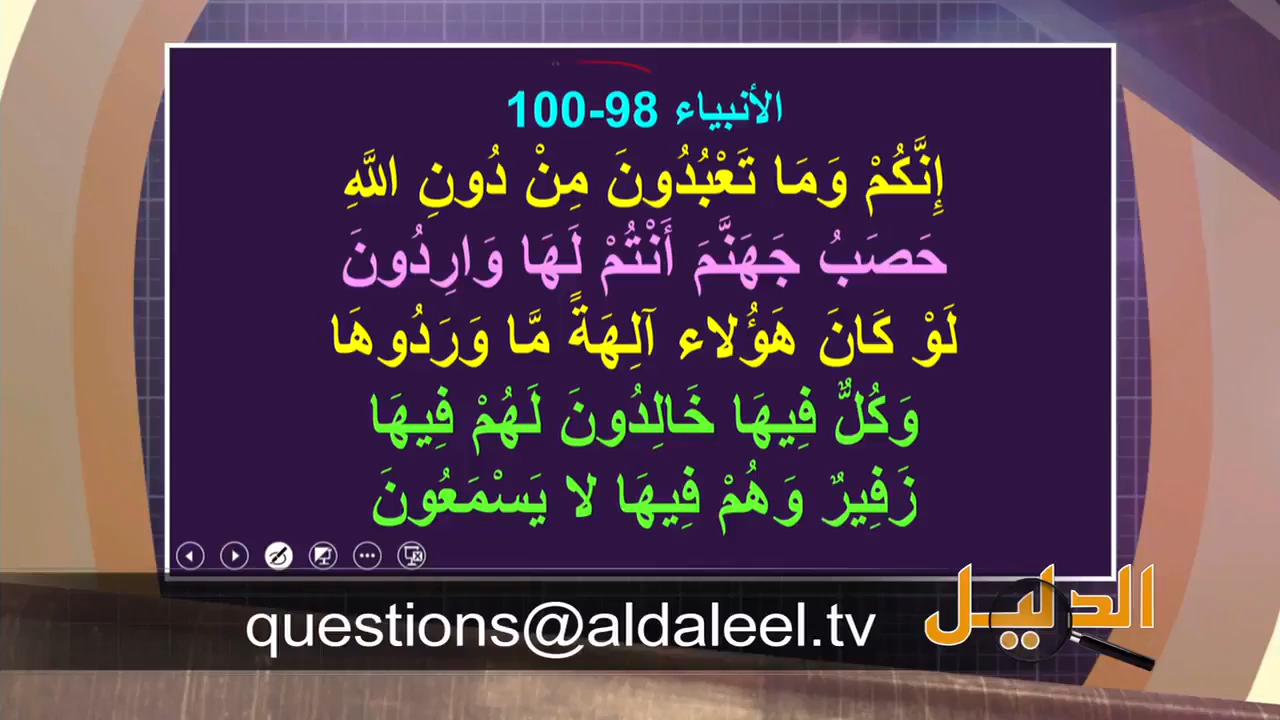 الأنبياء 98-100
إِنَّكُمْ وَمَا تَعْبُدُونَ مِنْ دُونِ اللَّهِ
حَصَبُ جَهَنَّمَ أَنْتُمْ لَهَا وَارِدُونَ
لَوْ كَانَ هَؤُلاء آلِهَةً مَّا وَرَدُوهَا
وَكُلٌّ فِيهَا خَالِدُونَ لَهُمْ فِيهَا
زَفِيرٌ وَهُمْ فِيهَا لا يَسْمَعُونَ
questions@aldaleel.tv
الدليل